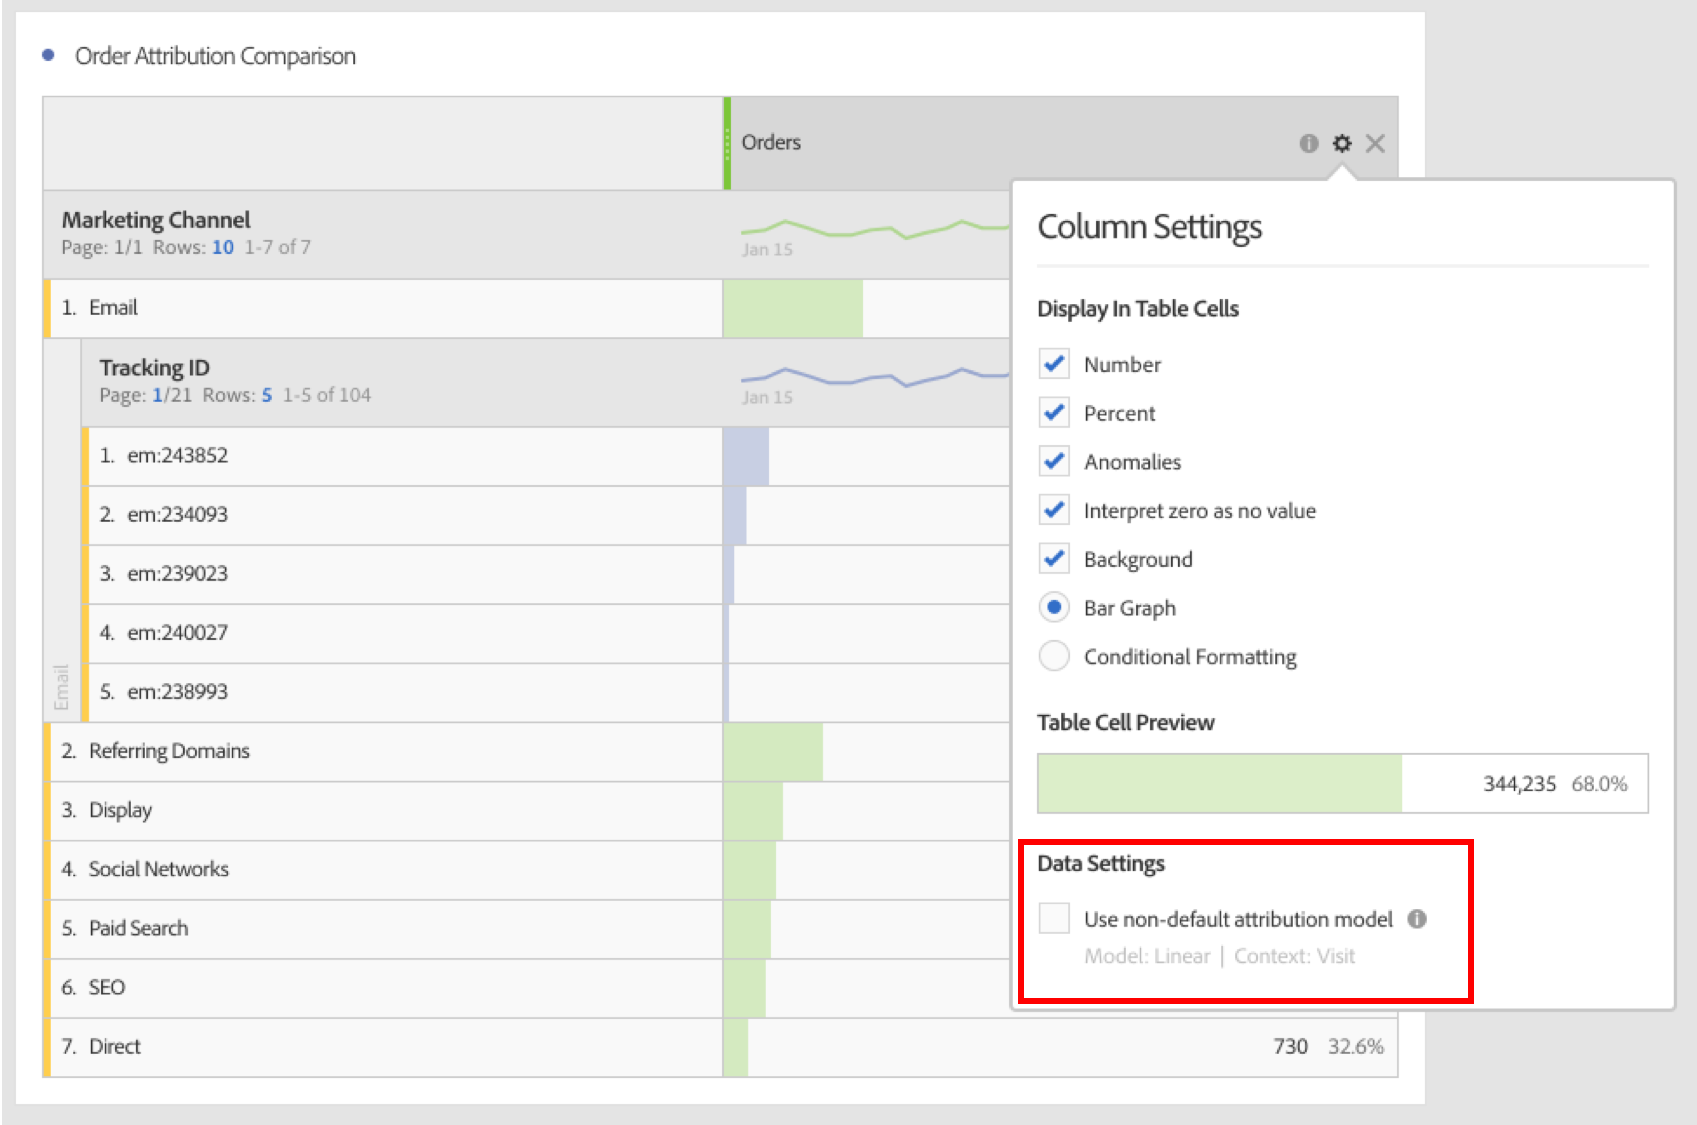 Order Attribution Comparison
Orders
Marketing Channel
Page: 1/1 Rows: 10 1-7 of 7
Jan 15
1. Email
Tracking ID
Page: 1/21 Rows: 5 1-5 of 104
Jan 15
1. em:243852
2. em:234093
3. em:239023
4. em:240027
5. em:238993
Email
2. Referring Domains
3. Display
4. Social Networks
5. Paid Search
6. SEO
7. Direct
730 32.6%
Column Settings
Display In Table Cells
Number
Percent
Anomalies
Interpret zero as no value
Background
Bar Graph
Conditional Formatting
Table Cell Preview
344,235 68.0%
Data Settings
Use non-default attribution model
Model: Linear | Context: Visit